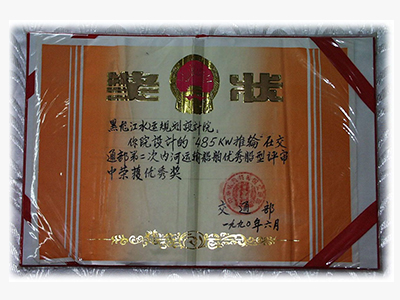 奖状
黑龙江水运规划设计院:
你院设计的"485KW推轮"在交
通部第二次内河运输船舶优秀船型评审
中荣获优秀奖
交通部
一九九〇年六月